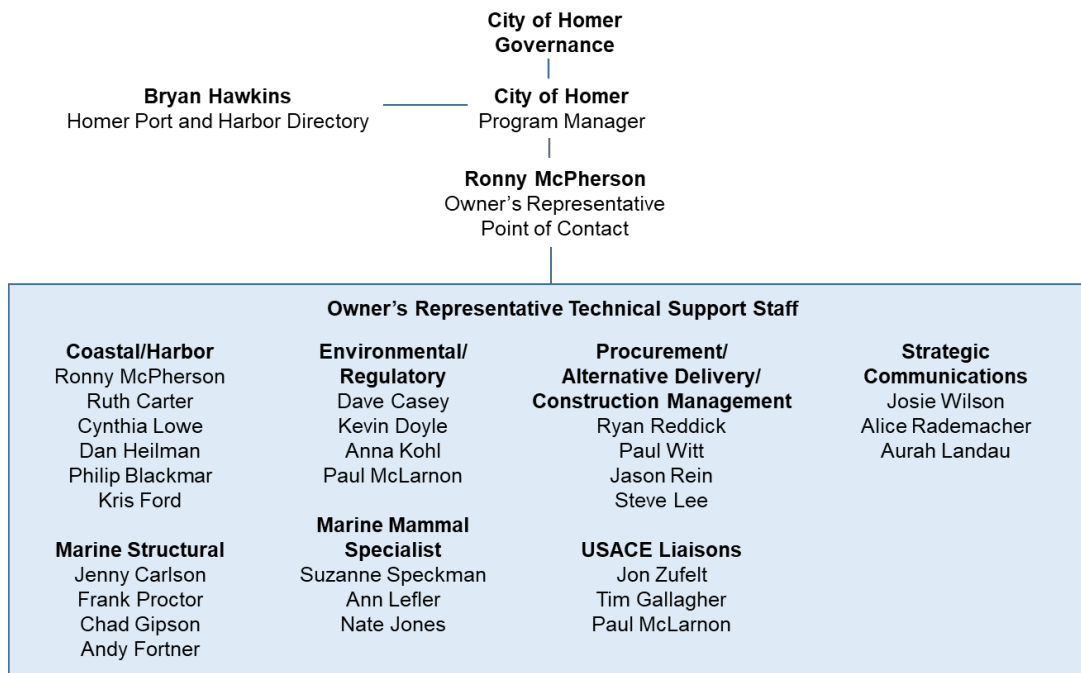 City of Homer
Governance
Bryan Hawkins
Homer Port and Harbor Directory
City of Homer
Program Manager
Ronny McPherson
Owner's Representative
Point of Contact
Owner's Representative Technical Support Staff
Coastal/Harbor
Ronny McPherson
Ruth Carter
Cynthia Lowe
Dan Heilman
Philip Blackmar
Kris Ford
Marine Structural
Jenny Carlson
Frank Proctor
Chad Gipson
Andy Fortner
Environmental/
Regulatory
Dave Casey
Kevin Doyle
Anna Kohl
Paul McLarnon
Marine Mammal
Specialist
Suzanne Speckman
Ann Lefler
Nate Jones
Procurement/
Alternative Delivery/
Construction Management
Ryan Reddick
Paul Witt
Jason Rein
Steve Lee
USACE Liaisons
Jon Zufelt
Tim Gallagher
Paul McLarnon
Strategic
Communications
Josie Wilson
Alice Rademacher
Aurah Landau